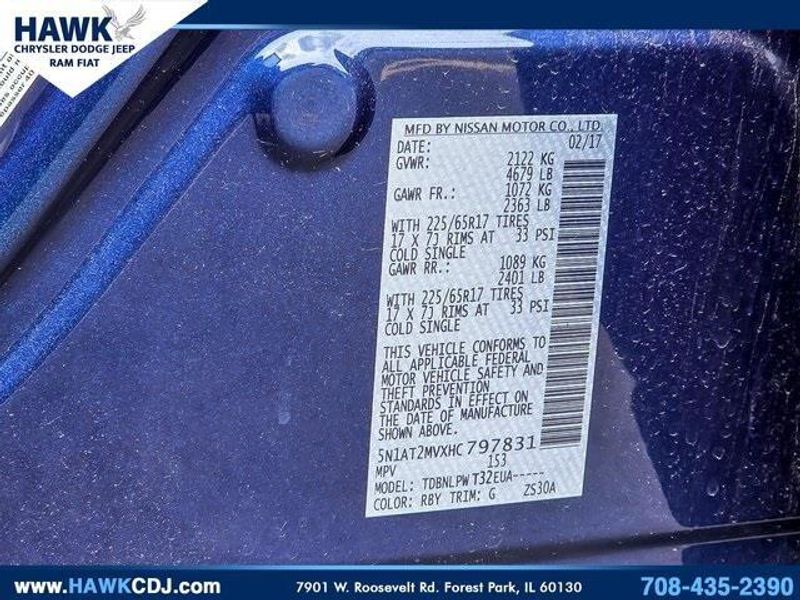 HAWK
CHRYSLER DODGE JEEP
RAM FIAT
MFD BY NISSAN MOTOR CO., LTD.
DATE: 02/17
GVWR: 2122 KG
4679 LB
GAWR FR.: 1072 KG
2363 LB
WITH 225/65R17 TIRES
17 X 7J RIMS AT 33 PSI
COLD SINGLE
GAWR RR.: 1089 KG
2401 LB
WITH 225/65R17 TIRES
17 X 7J RIMS AT 33 PSI
COLD SINGLE
THIS VEHICLE CONFORMS TO
ALL APPLICABLE FEDERAL
MOTOR VEHICLE SAFETY AND
THEFT PREVENTION
STANDARDS IN EFFECT ON
THE DATE OF MANUFACTURE
SHOWN ABOVE.
5N1AT2MVXHC 797831
MPV 153
MODEL: TDBNLPW T32EUA-----
COLOR: RBY TRIM: G ZS30A
www.HAWKCDJ.com
7901 W. Roosevelt Rd. Forest Park, IL 60130
708-435-2390